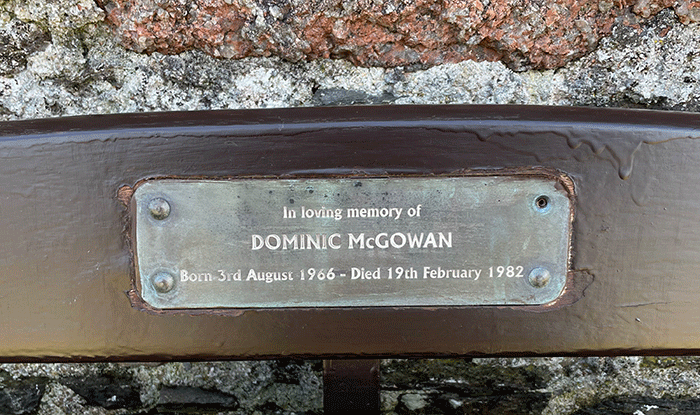 In loving memory of
DOMINIC McGOWAN
Born 3rd August 1966 - Died 19th February 1982